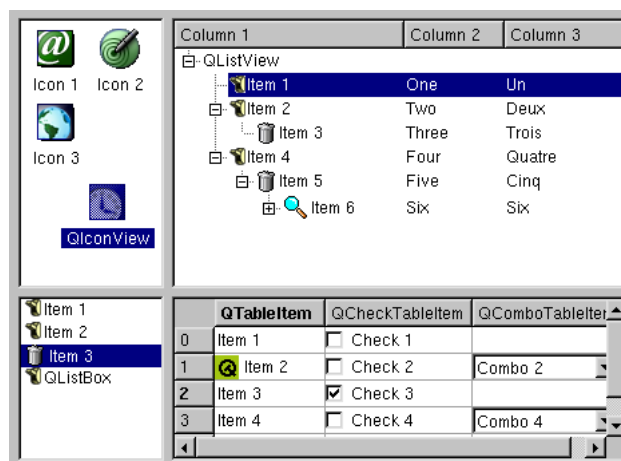 Icon 1 Icon 2
Icon 3
QIconView
Column 1 Column 2 Column 3
QListView
Item 1 One Un
Item 2 Two Deux
Item 3 Three Trois
Item 4 Four Quatre
Item 5 Five Cinq
Item 6 Six Six
Item 1
Item 2
Item 3
QListBox
QTableItem QCheckTableItem QComboTableIter
0 Item 1 Check 1
1 Item 2 Check 2 Combo 2
2 Item 3 Check 3
3 Item 4 Check 4 Combo 4